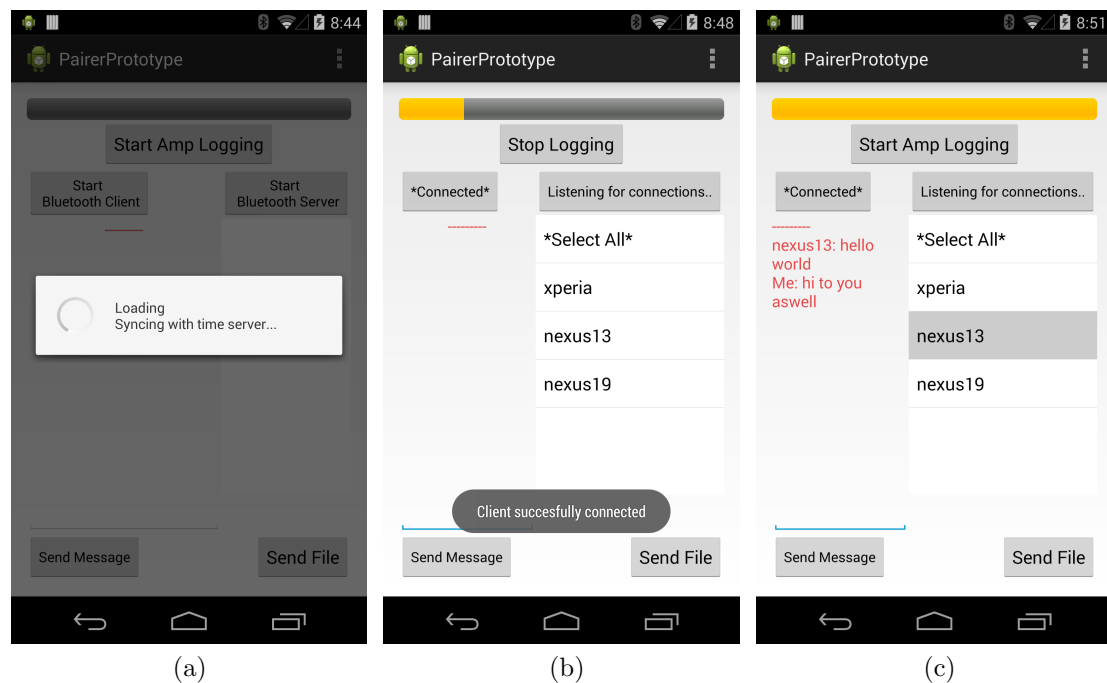 8:44
PairerPrototype
Start Amp Logging
Start
Bluetooth Client
Start
Bluetooth Server
---------
Loading
Syncing with time server...
Send Message
Send File
(a)
8:48
PairerPrototype
Stop Logging
*Connected*
Listening for connections..
---------
*Select All*
xperia
nexus13
nexus19
Client succesfully connected
Send Message
Send File
(b)
8:51
PairerPrototype
Start Amp Logging
*Connected*
Listening for connections..
---------
nexus13: hello
world
Me: hi to you
aswell
*Select All*
xperia
nexus13
nexus19
Send Message
Send File
(c)